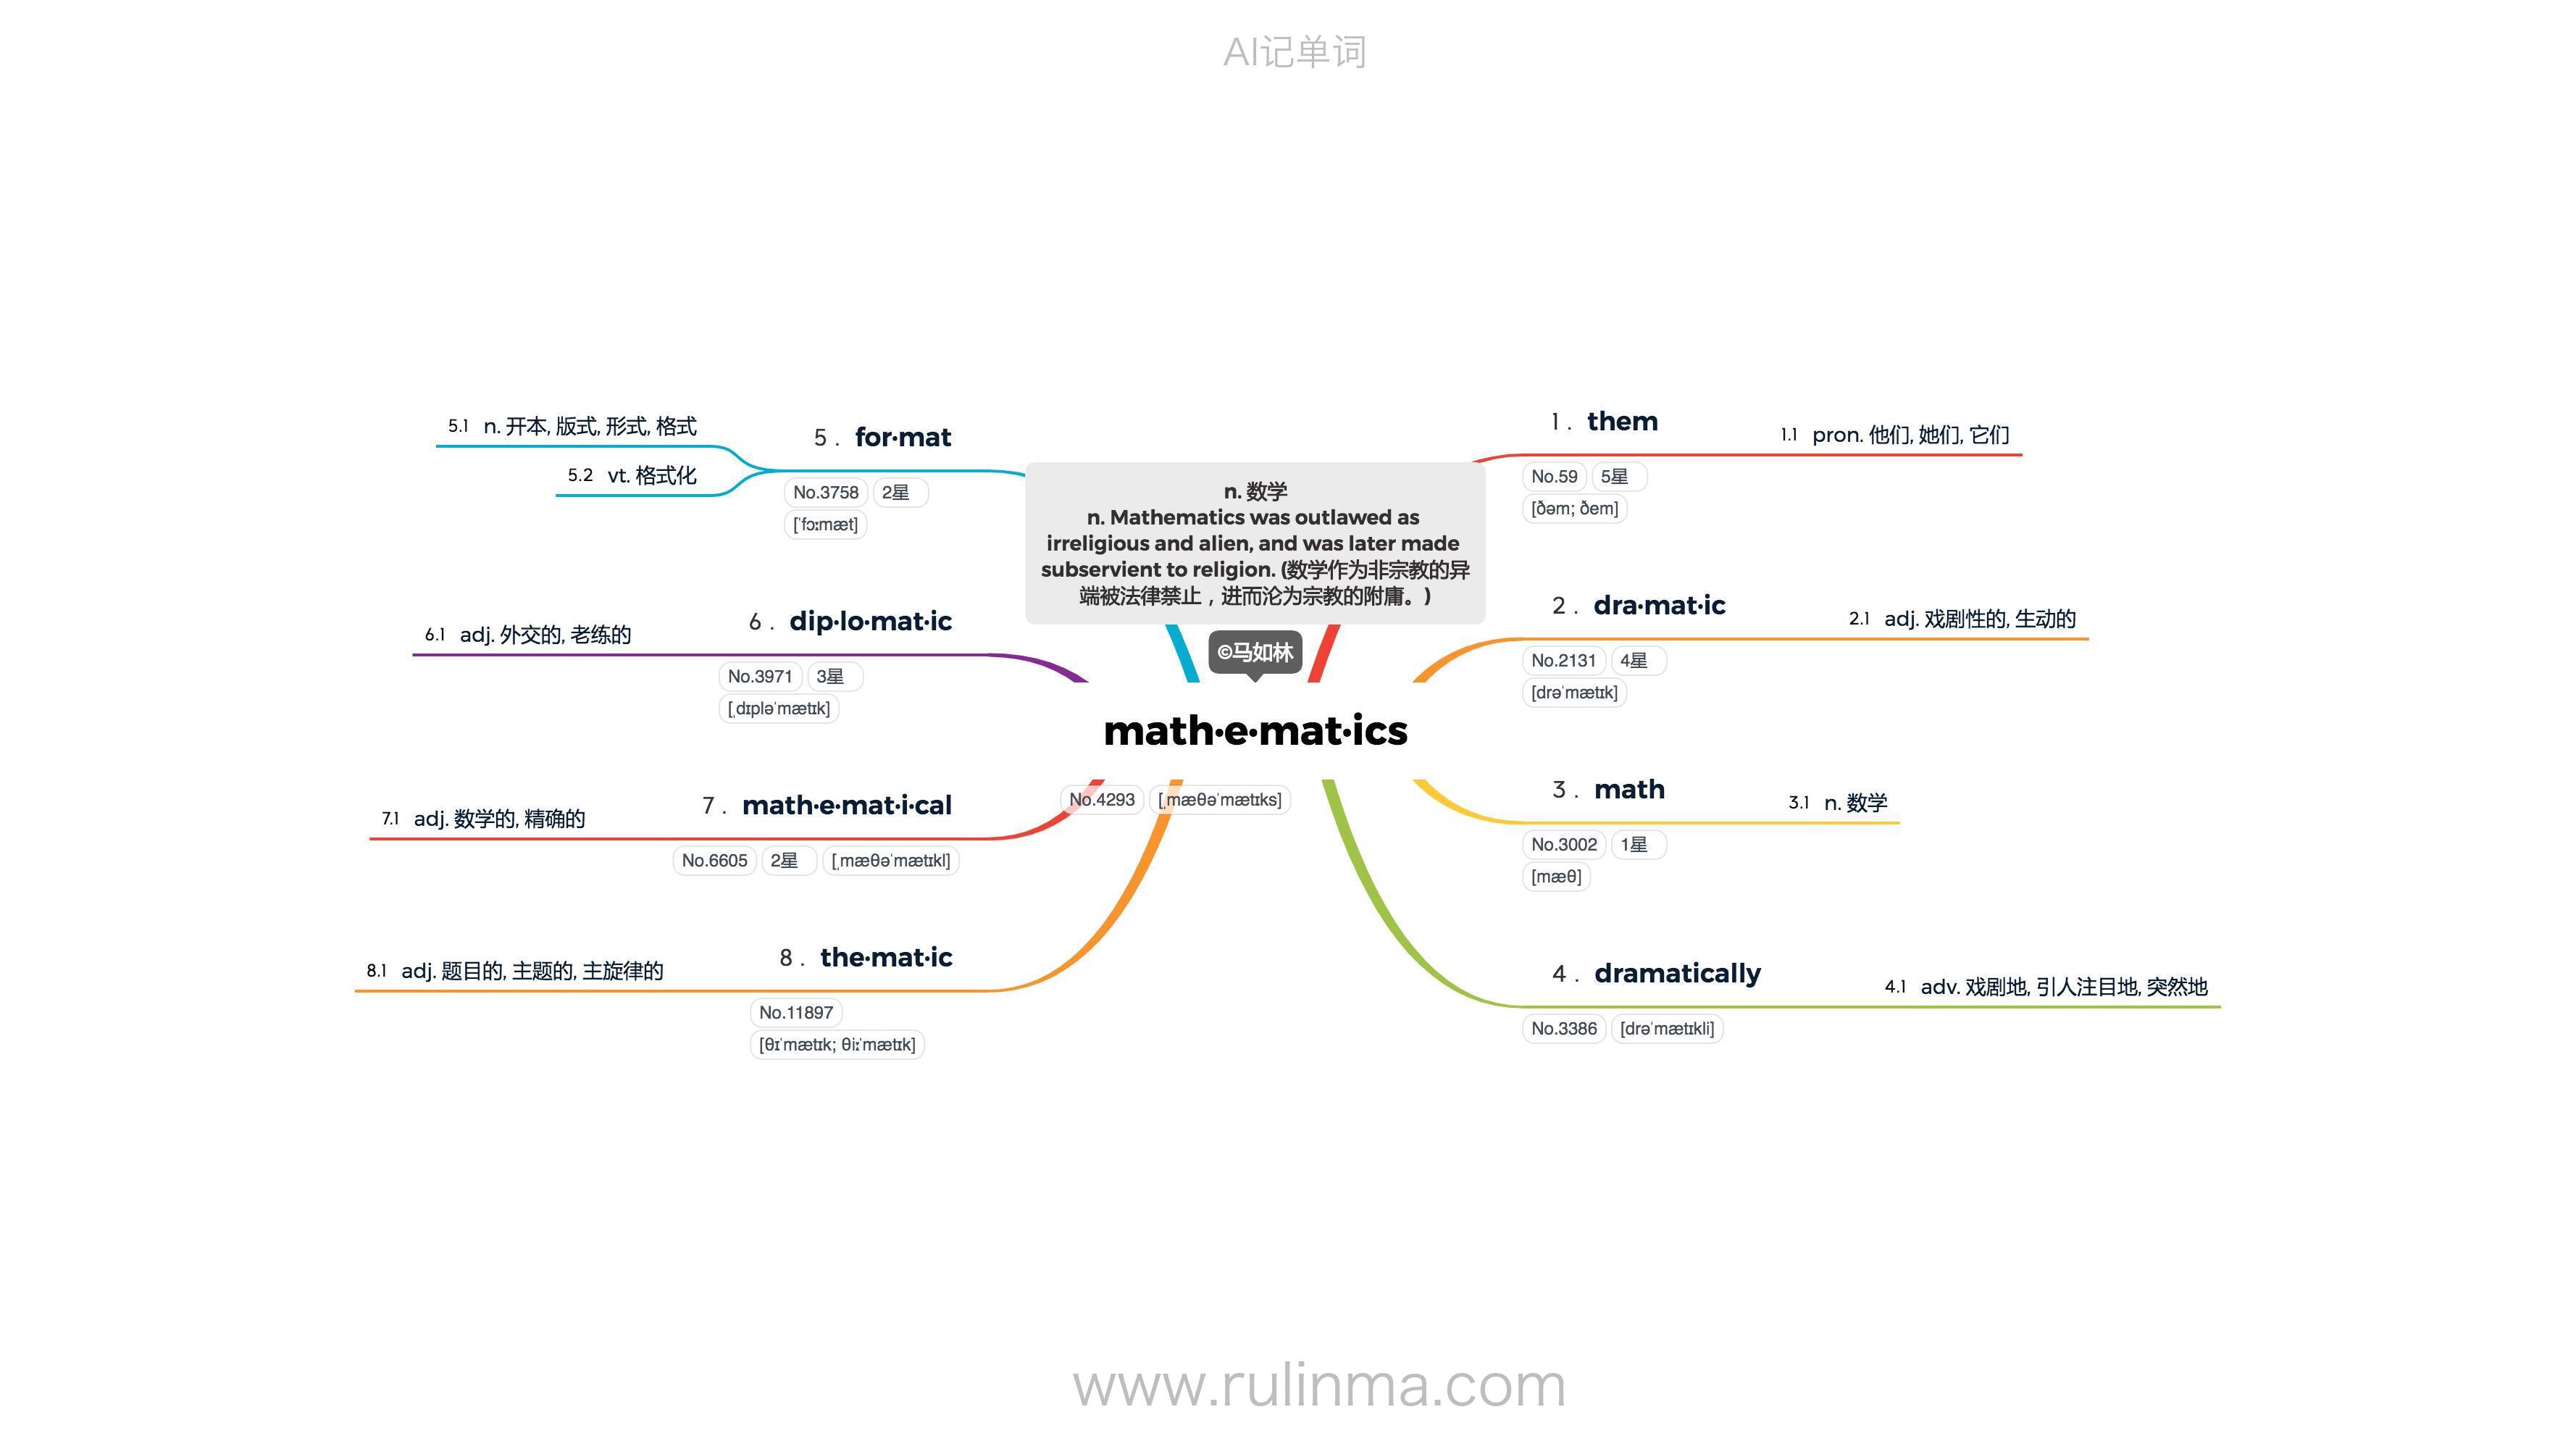 AI记单词
n. 数学
n. Mathematics was outlawed as
irreligious and alien, and was later made
subservient to religion. (数学作为非宗教的异
端被法律禁止，进而沦为宗教的附庸。)
©马如林
math·e·mat·ics
No.4293 [ˌmæθəˈmætɪks]
1 . them
No.59 5星
[ðəm; ðem]
1.1 pron. 他们, 她们, 它们
2 . dra·mat·ic
No.2131 4星
[drəˈmætɪk]
2.1 adj. 戏剧性的, 生动的
3 . math
No.3002 1星
[mæθ]
3.1 n. 数学
4 . dramatically
No.3386 [drəˈmætɪkli]
4.1 adv. 戏剧地, 引人注目地, 突然地
5 . for·mat
No.3758 2星
[ˈfɔːmæt]
5.1 n. 开本, 版式, 形式, 格式
5.2 vt. 格式化
6 . dip·lo·mat·ic
No.3971 3星
[ˌdɪpləˈmætɪk]
6.1 adj. 外交的, 老练的
7 . math·e·mat·i·cal
No.6605 2星 [ˌmæθəˈmætɪkl]
7.1 adj. 数学的, 精确的
8 . the·mat·ic
No.11897
[θɪˈmætɪk; θiːˈmætɪk]
8.1 adj. 题目的, 主题的, 主旋律的
www.rulinma.com